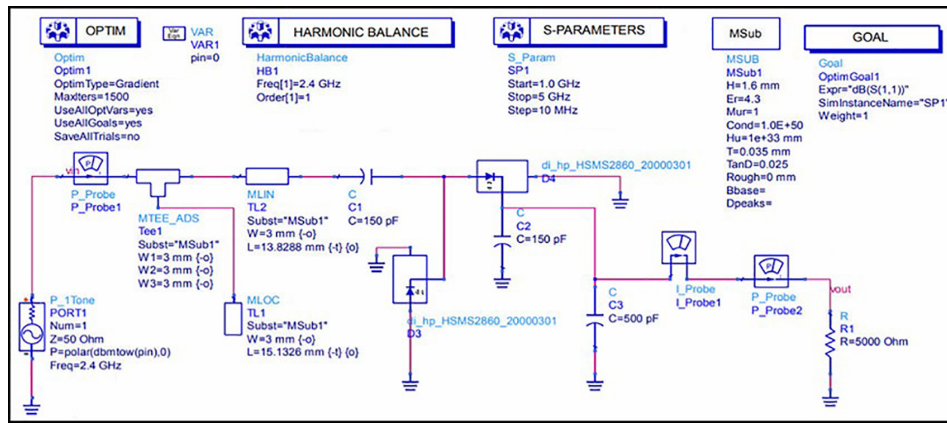 OPTIM
Optim
Optim1
OptimType=Gradient
MaxIters=1500
UseAllOptVars=yes
UseAllGoals=yes
SaveAllTrials=no
Var
Eqn
VAR
VAR1
pin=0
HARMONIC BALANCE
HarmonicBalance
HB1
Freq[1]=2.4 GHz
Order[1]=1
S-PARAMETERS
S_Param
SP1
Start=1.0 GHz
Stop=5 GHz
Step=10 MHz
MSub
MSUB
MSub1
H=1.6 mm
Er=4.3
Mur=1
Cond=1.0E+50
Hu=1e+33 mm
T=0.035 mm
TanD=0.025
Rough=0 mm
Bbase=
Dpeaks=
GOAL
Goal
OptimGoal1
Expr="dB(S(1,1))"
SimInstanceName="SP1"
Weight=1
vin
P_Probe
P_Probe1
MTEE_ADS
Tee1
Subst="MSub1"
W1=3 mm {-o}
W2=3 mm {-o}
W3=3 mm {-o}
MLIN
TL2
Subst="MSub1"
W=3 mm {-o}
L=13.8288 mm {-t} {o}
C
C1
C=150 pF
di_hp_HSMS2860_20000301
D4
C
C2
C=150 pF
P_1Tone
PORT1
Num=1
Z=50 Ohm
P=polar(dbmtow(pin),0)
Freq=2.4 GHz
MLOC
TL1
Subst="MSub1"
W=3 mm {-o}
L=15.1326 mm {-t} {o}
di_hp_HSMS2860_20000301
D3
C
C3
C=500 pF
I_Probe
I_Probe1
P_Probe
P_Probe2
vout
R
R1
R=5000 Ohm